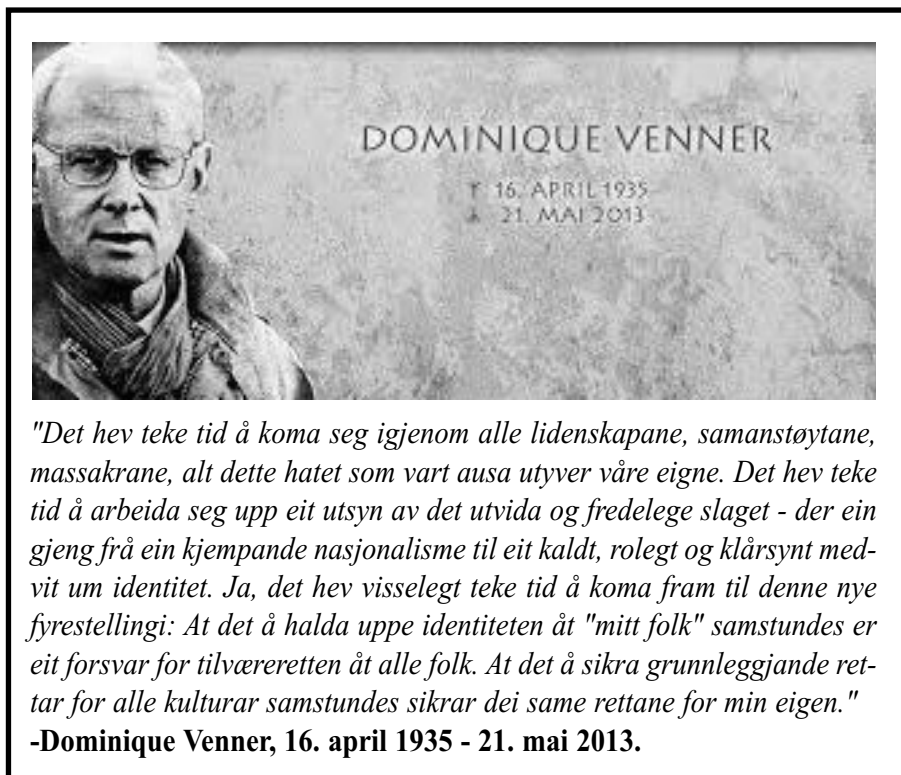 DOMINIQUE VENNER
16. APRIL 1935
21. MAI 2013
"Det hev teke tid å koma seg igjenom alle lidenskapane, samanstøytane,
massakrane, alt dette hatet som vart ausa utyver våre eigne. Det hev teke
tid å arbeida seg upp eit utsyn av det utvida og fredelege slaget - der ein
gjeng frå ein kjempande nasjonalisme til eit kaldt, rolegt og klårsynt med-
vit um identitet. Ja, det hev visselegt teke tid å koma fram til denne nye
fyrestellingi: At det å halda uppe identiteten åt "mitt folk" samstundes er
eit forsvar for tilværeretten åt alle folk. At det å sikra grunnleggjande ret-
tar for alle kulturar samstundes sikrar dei same rettane for min eigen."
-Dominique Venner, 16. april 1935 - 21. mai 2013.